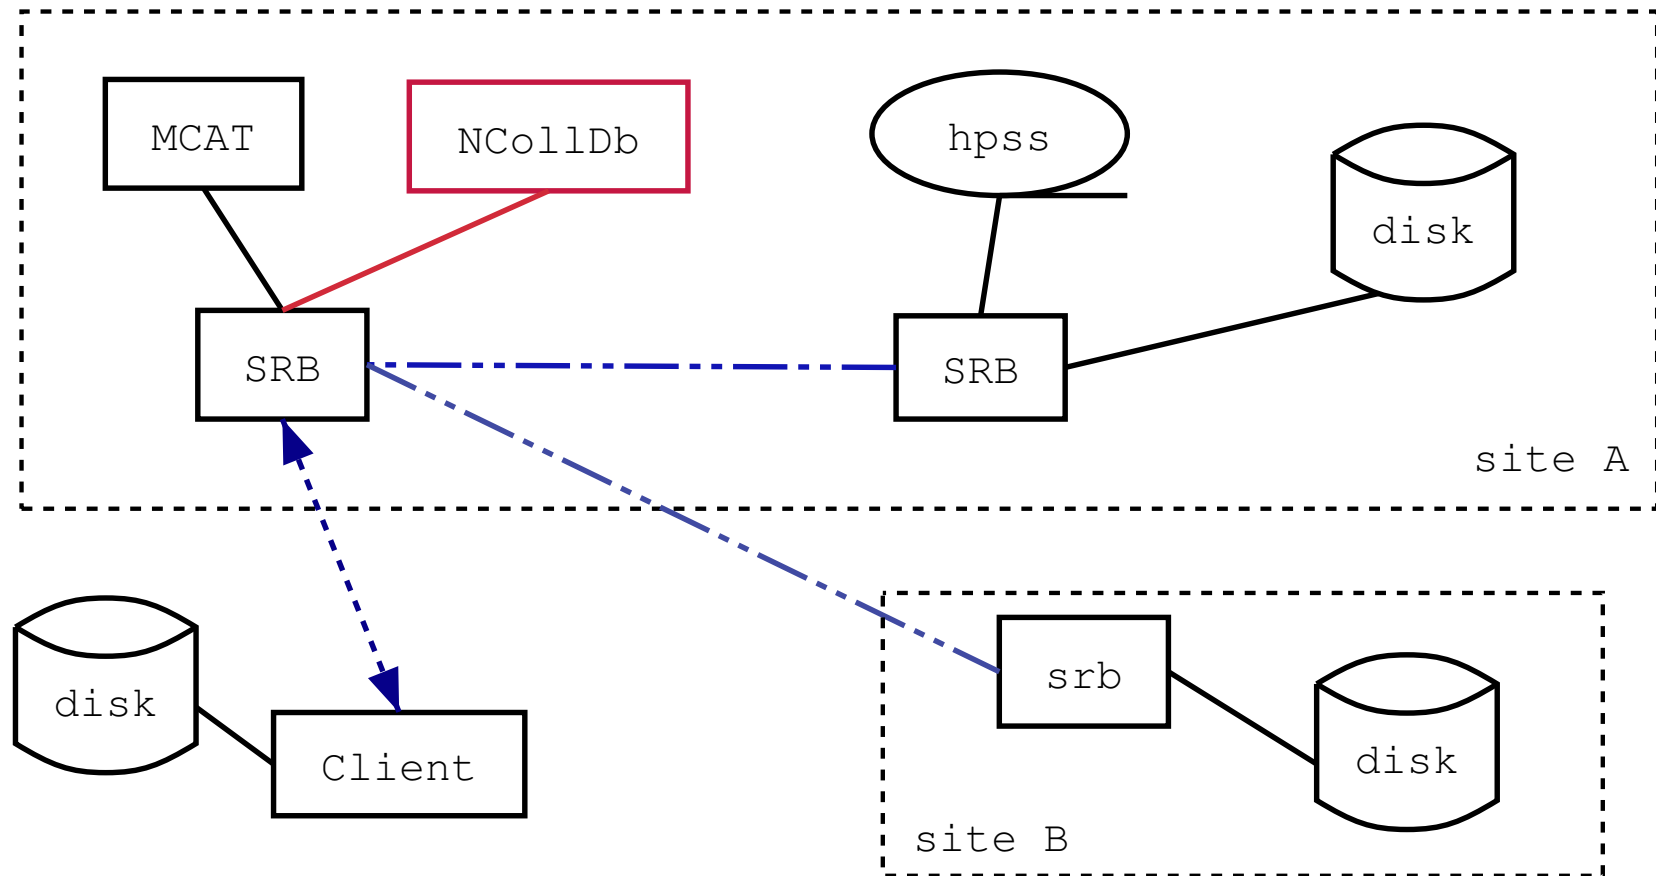 MCAT
NCollDb
hpss
disk
SRB
SRB
site A
disk
Client
srb
disk
site B